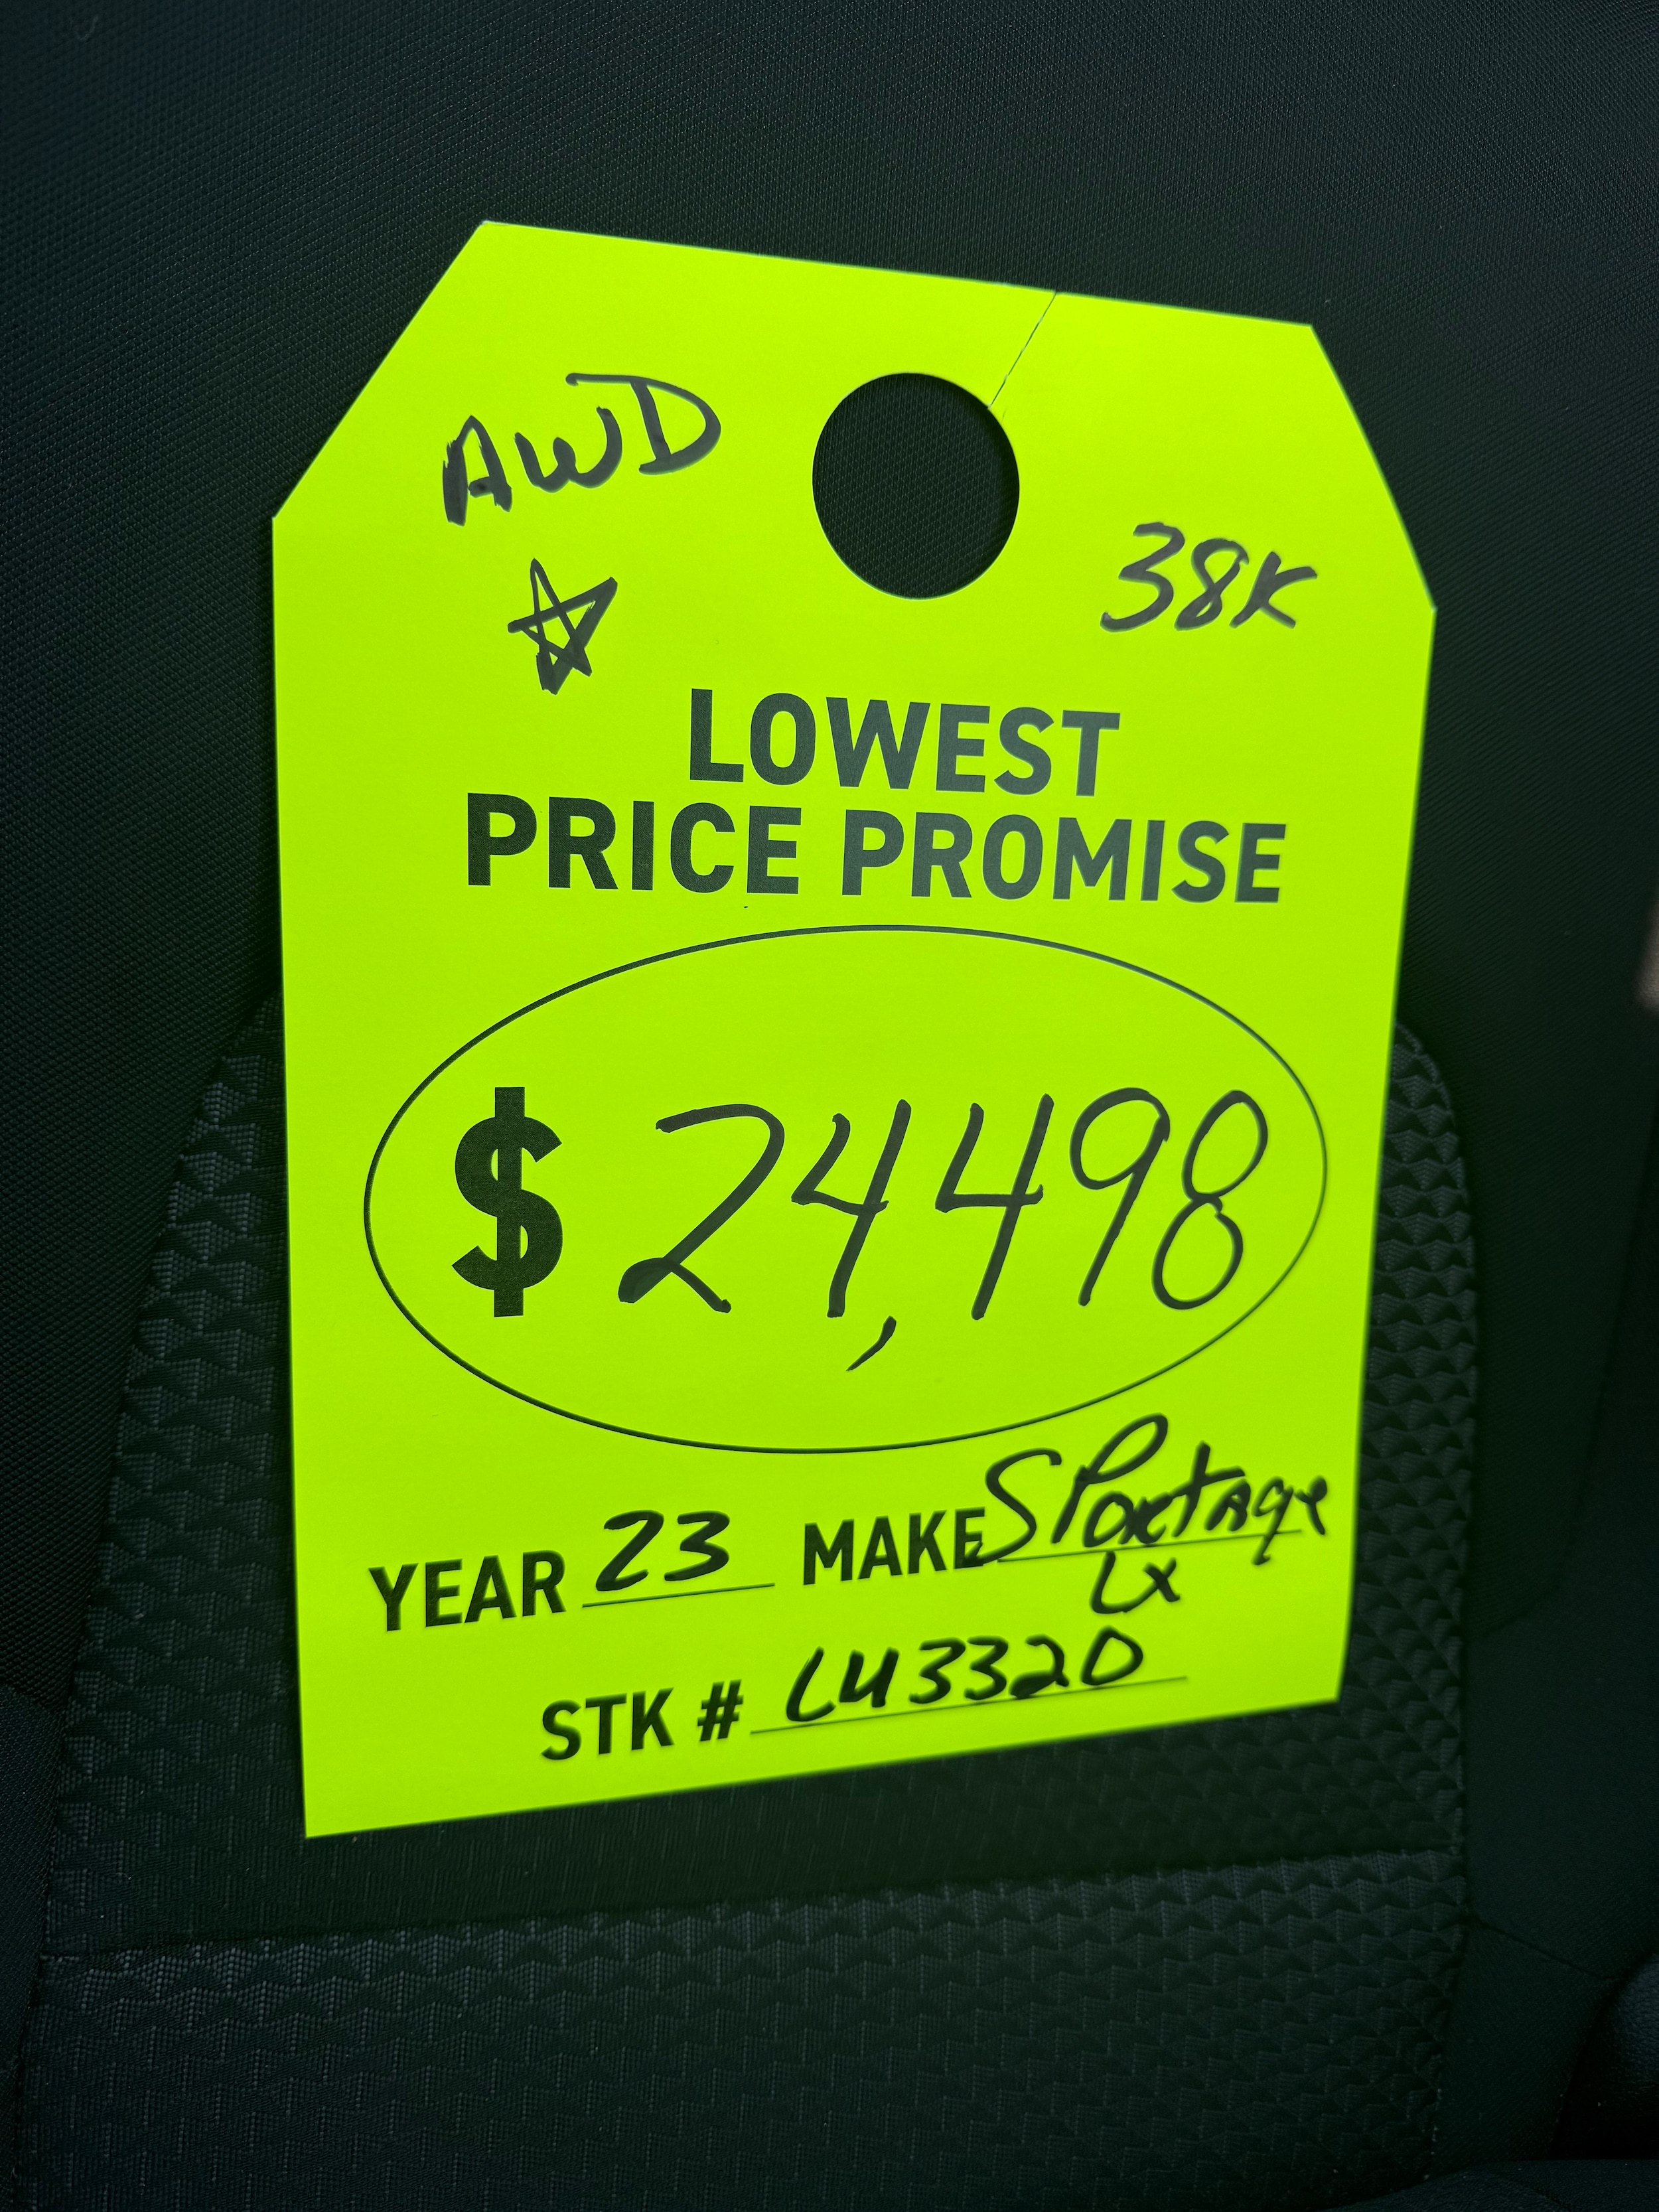 AWD
38K
LOWEST
PRICE PROMISE
$ 24,498
YEAR 23 MAKE SPortage
LX
STK # LU3320